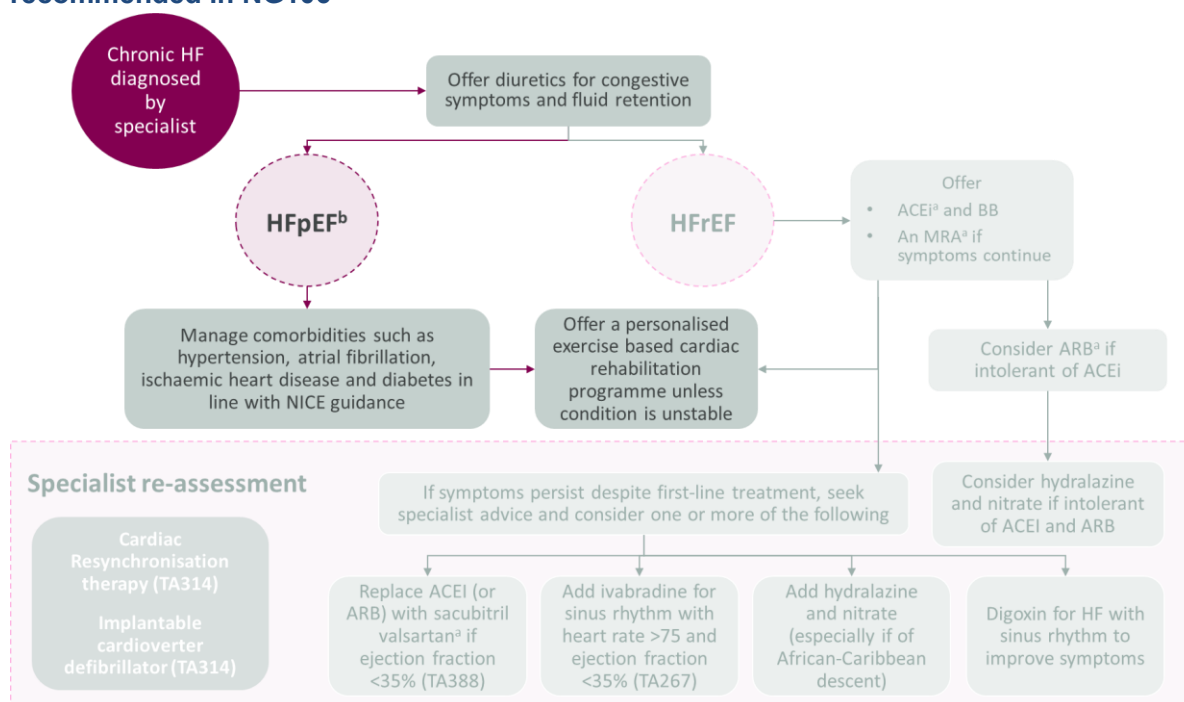 Chronic HF
diagnosed
by
specialist
Offer diuretics for congestive
symptoms and fluid retention
HFpEFᵇ
HFrEF
Offer
• ACEiᵃ and BB
• An MRAᵃ if
symptoms continue
Manage comorbidities such as
hypertension, atrial fibrillation,
ischaemic heart disease and diabetes in
line with NICE guidance
Offer a personalised
exercise based cardiac
rehabilitation
programme unless
condition is unstable
Consider ARBᵃ if
intolerant of ACEi
Specialist re-assessment
Cardiac
Resynchronisation
therapy (TA314)
Implantable
cardioverter
defibrillator (TA314)
If symptoms persist despite first-line treatment, seek
specialist advice and consider one or more of the following
Consider hydralazine
and nitrate if intolerant
of ACEI and ARB
Replace ACEI (or
ARB) with sacubitril
valsartanᵃ if
ejection fraction
<35% (TA388)
Add ivabradine for
sinus rhythm with
heart rate >75 and
ejection fraction
<35% (TA267)
Add hydralazine
and nitrate
(especially if of
African-Caribbean
descent)
Digoxin for HF with
sinus rhythm to
improve symptoms